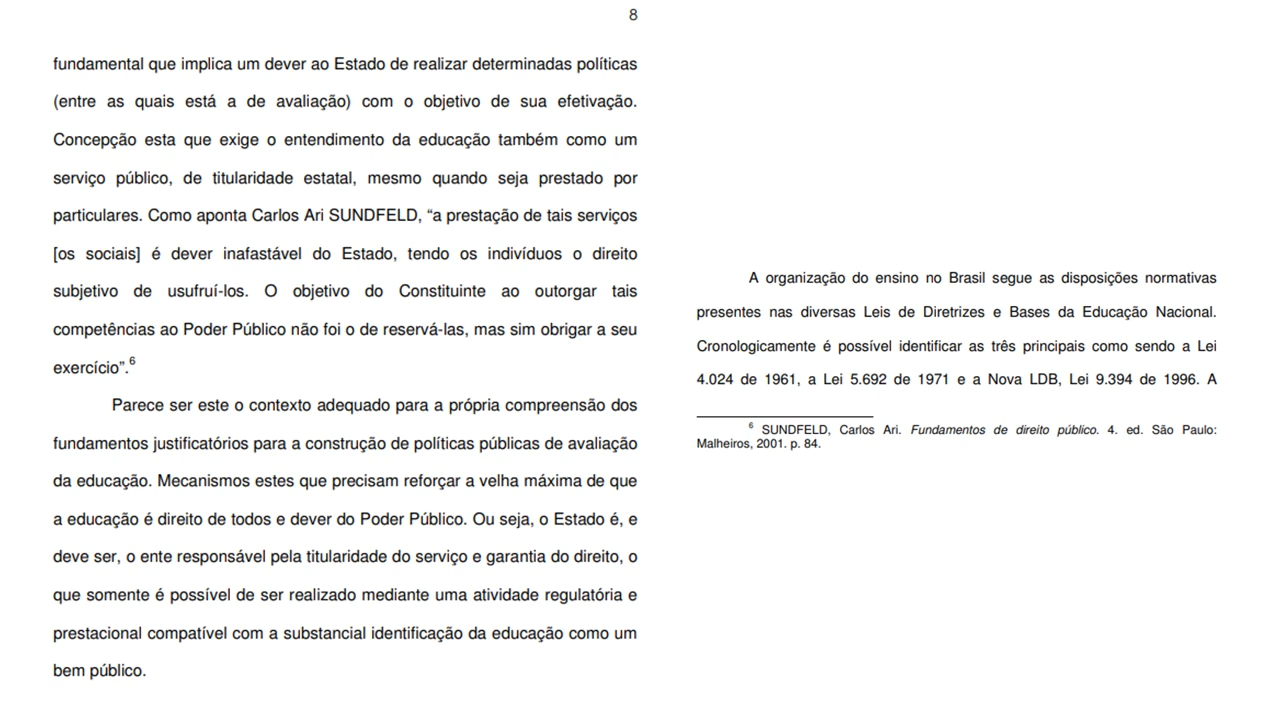 8
fundamental que implica um dever ao Estado de realizar determinadas políticas
(entre as quais está a de avaliação) com o objetivo de sua efetivação.
Concepção esta que exige o entendimento da educação também como um
serviço público, de titularidade estatal, mesmo quando seja prestado por
particulares. Como aponta Carlos Ari SUNDFELD, “a prestação de tais serviços
[os sociais] é dever inafastável do Estado, tendo os indivíduos o direito
subjetivo de usufruí-los. O objetivo do Constituinte ao outorgar tais
competências ao Poder Público não foi o de reservá-las, mas sim obrigar a seu
exercício”.6
Parece ser este o contexto adequado para a própria compreensão dos
fundamentos justificatórios para a construção de políticas públicas de avaliação
da educação. Mecanismos estes que precisam reforçar a velha máxima de que
a educação é direito de todos e dever do Poder Público. Ou seja, o Estado é, e
deve ser, o ente responsável pela titularidade do serviço e garantia do direito, o
que somente é possível de ser realizado mediante uma atividade regulatória e
prestacional compatível com a substancial identificação da educação como um
bem público.
A organização do ensino no Brasil segue as disposições normativas
presentes nas diversas Leis de Diretrizes e Bases da Educação Nacional.
Cronologicamente é possível identificar as três principais como sendo a Lei
4.024 de 1961, a Lei 5.692 de 1971 e a Nova LDB, Lei 9.394 de 1996. A
6 SUNDFELD, Carlos Ari. Fundamentos de direito público. 4. ed. São Paulo:
Malheiros, 2001. p. 84.